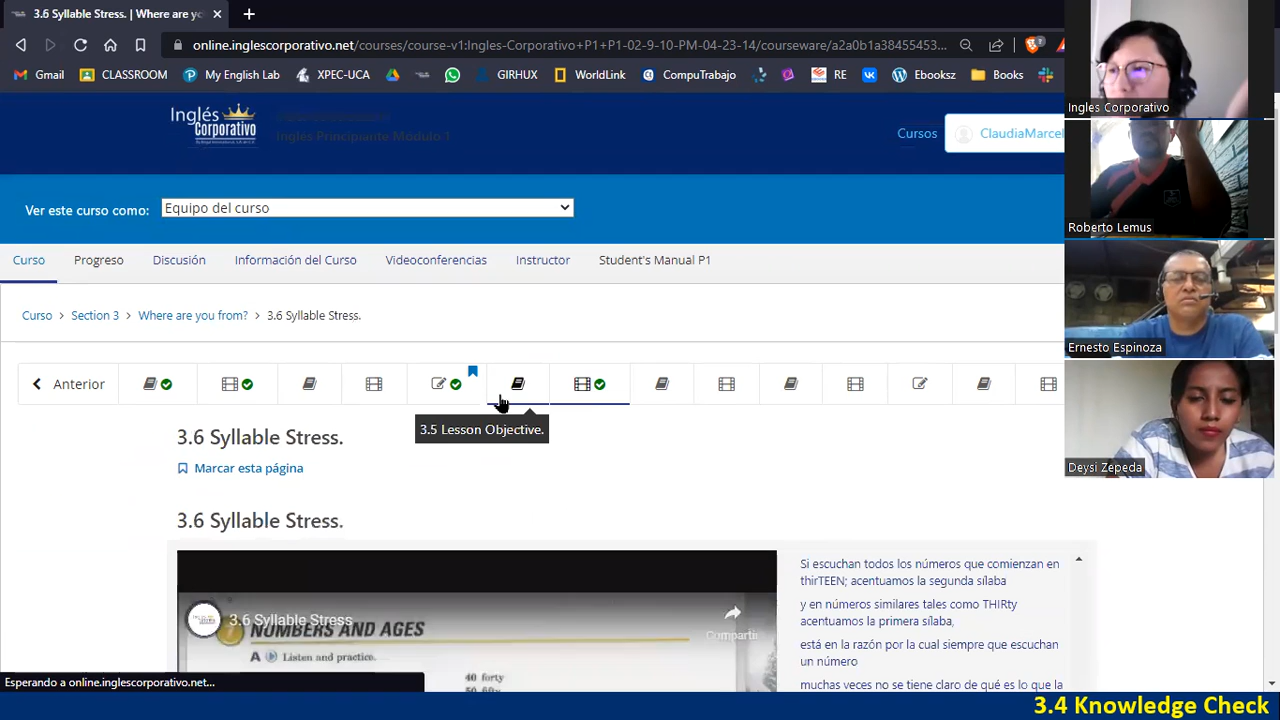 3.6 Syllable Stress. | Where are yo
online.inglescorporativo.net/courses/course-v1:Ingles-Corporativo+P1+P1-02-9-10-PM-04-23-14/courseware/a2a0b1a38455453...
Gmail CLASSROOM My English Lab XPEC-UCA GIRHUX WorldLink CompuTrabajo RE Ebooksz Books
Inglés Corporativo
Ingles Principiante Modulo 1
Cursos ClaudiaMarcel
Ver este curso como: Equipo del curso
Curso Progreso Discusión Información del Curso Videoconferencias Instructor Student's Manual P1
Curso > Section 3 > Where are you from? > 3.6 Syllable Stress.
Anterior
3.5 Lesson Objective.
3.6 Syllable Stress.
Marcar esta página
3.6 Syllable Stress.
3.6 Syllable Stress
Compartir
7 NUMBERS AND AGES
A Listen and practice.
40 forty
50 fifty
Si escuchan todos los números que comienzan en
thirTEEN; acentuamos la segunda sílaba
y en números similares tales como THIRty
acentuamos la primera sílaba,
está en la razón por la cual siempre que escuchan
un número
muchas veces no se tiene claro de qué es lo que la
Esperando a online.inglescorporativo.net...
Ingles Corporativo
Roberto Lemus
Ernesto Espinoza
Deysi Zepeda
3.4 Knowledge Check